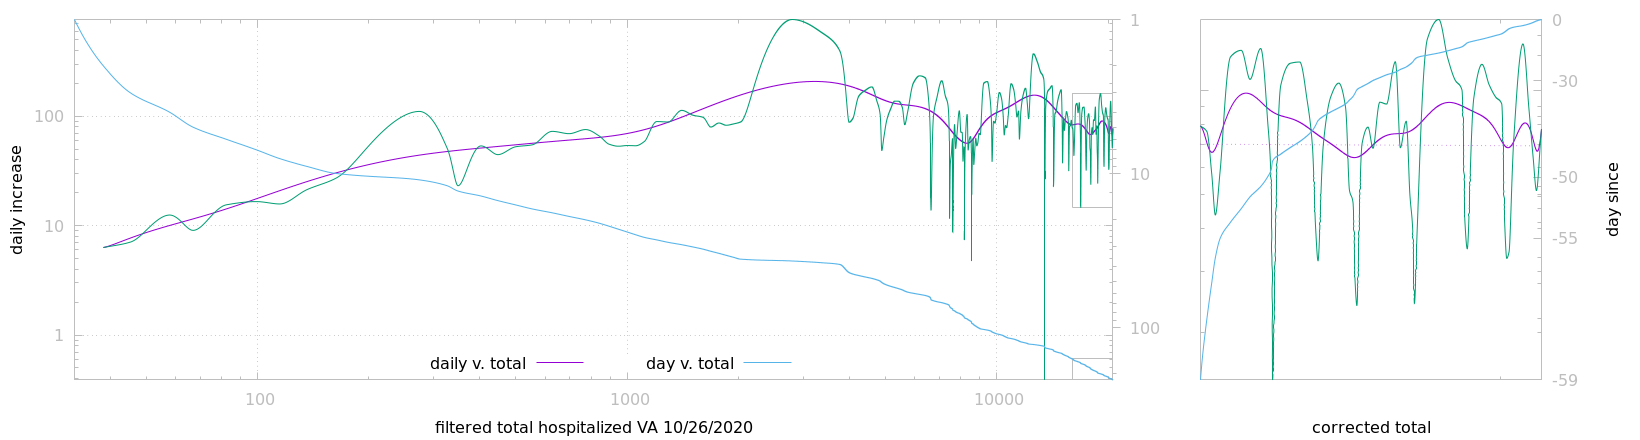 daily increase
100
10
1
100
1000
10000
1
10
100
daily v. total
day v. total
filtered total hospitalized VA 10/26/2020
0
-30
-50
-55
-59
day since
corrected total